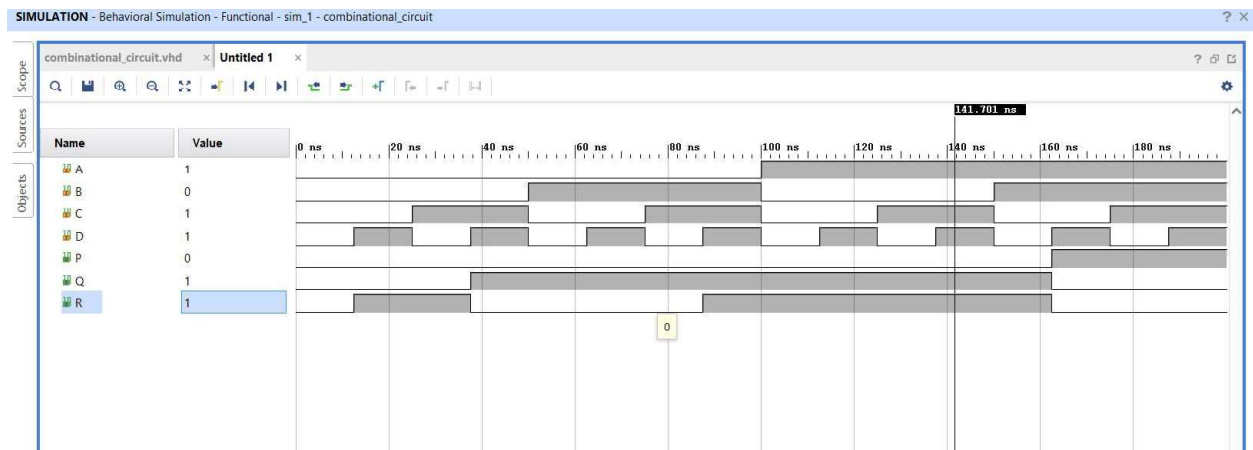 SIMULATION - Behavioral Simulation - Functional - sim_1 - combinational_circuit ? ×
Scope
Sources
Objects
combinational_circuit.vhd × Untitled 1 × ?
141.701 ns
Name Value
0 ns 20 ns 40 ns 60 ns 80 ns 100 ns 120 ns 140 ns 160 ns 180 ns
A 1
B 0
C 1
D 1
P 0
Q 1
R 1
0